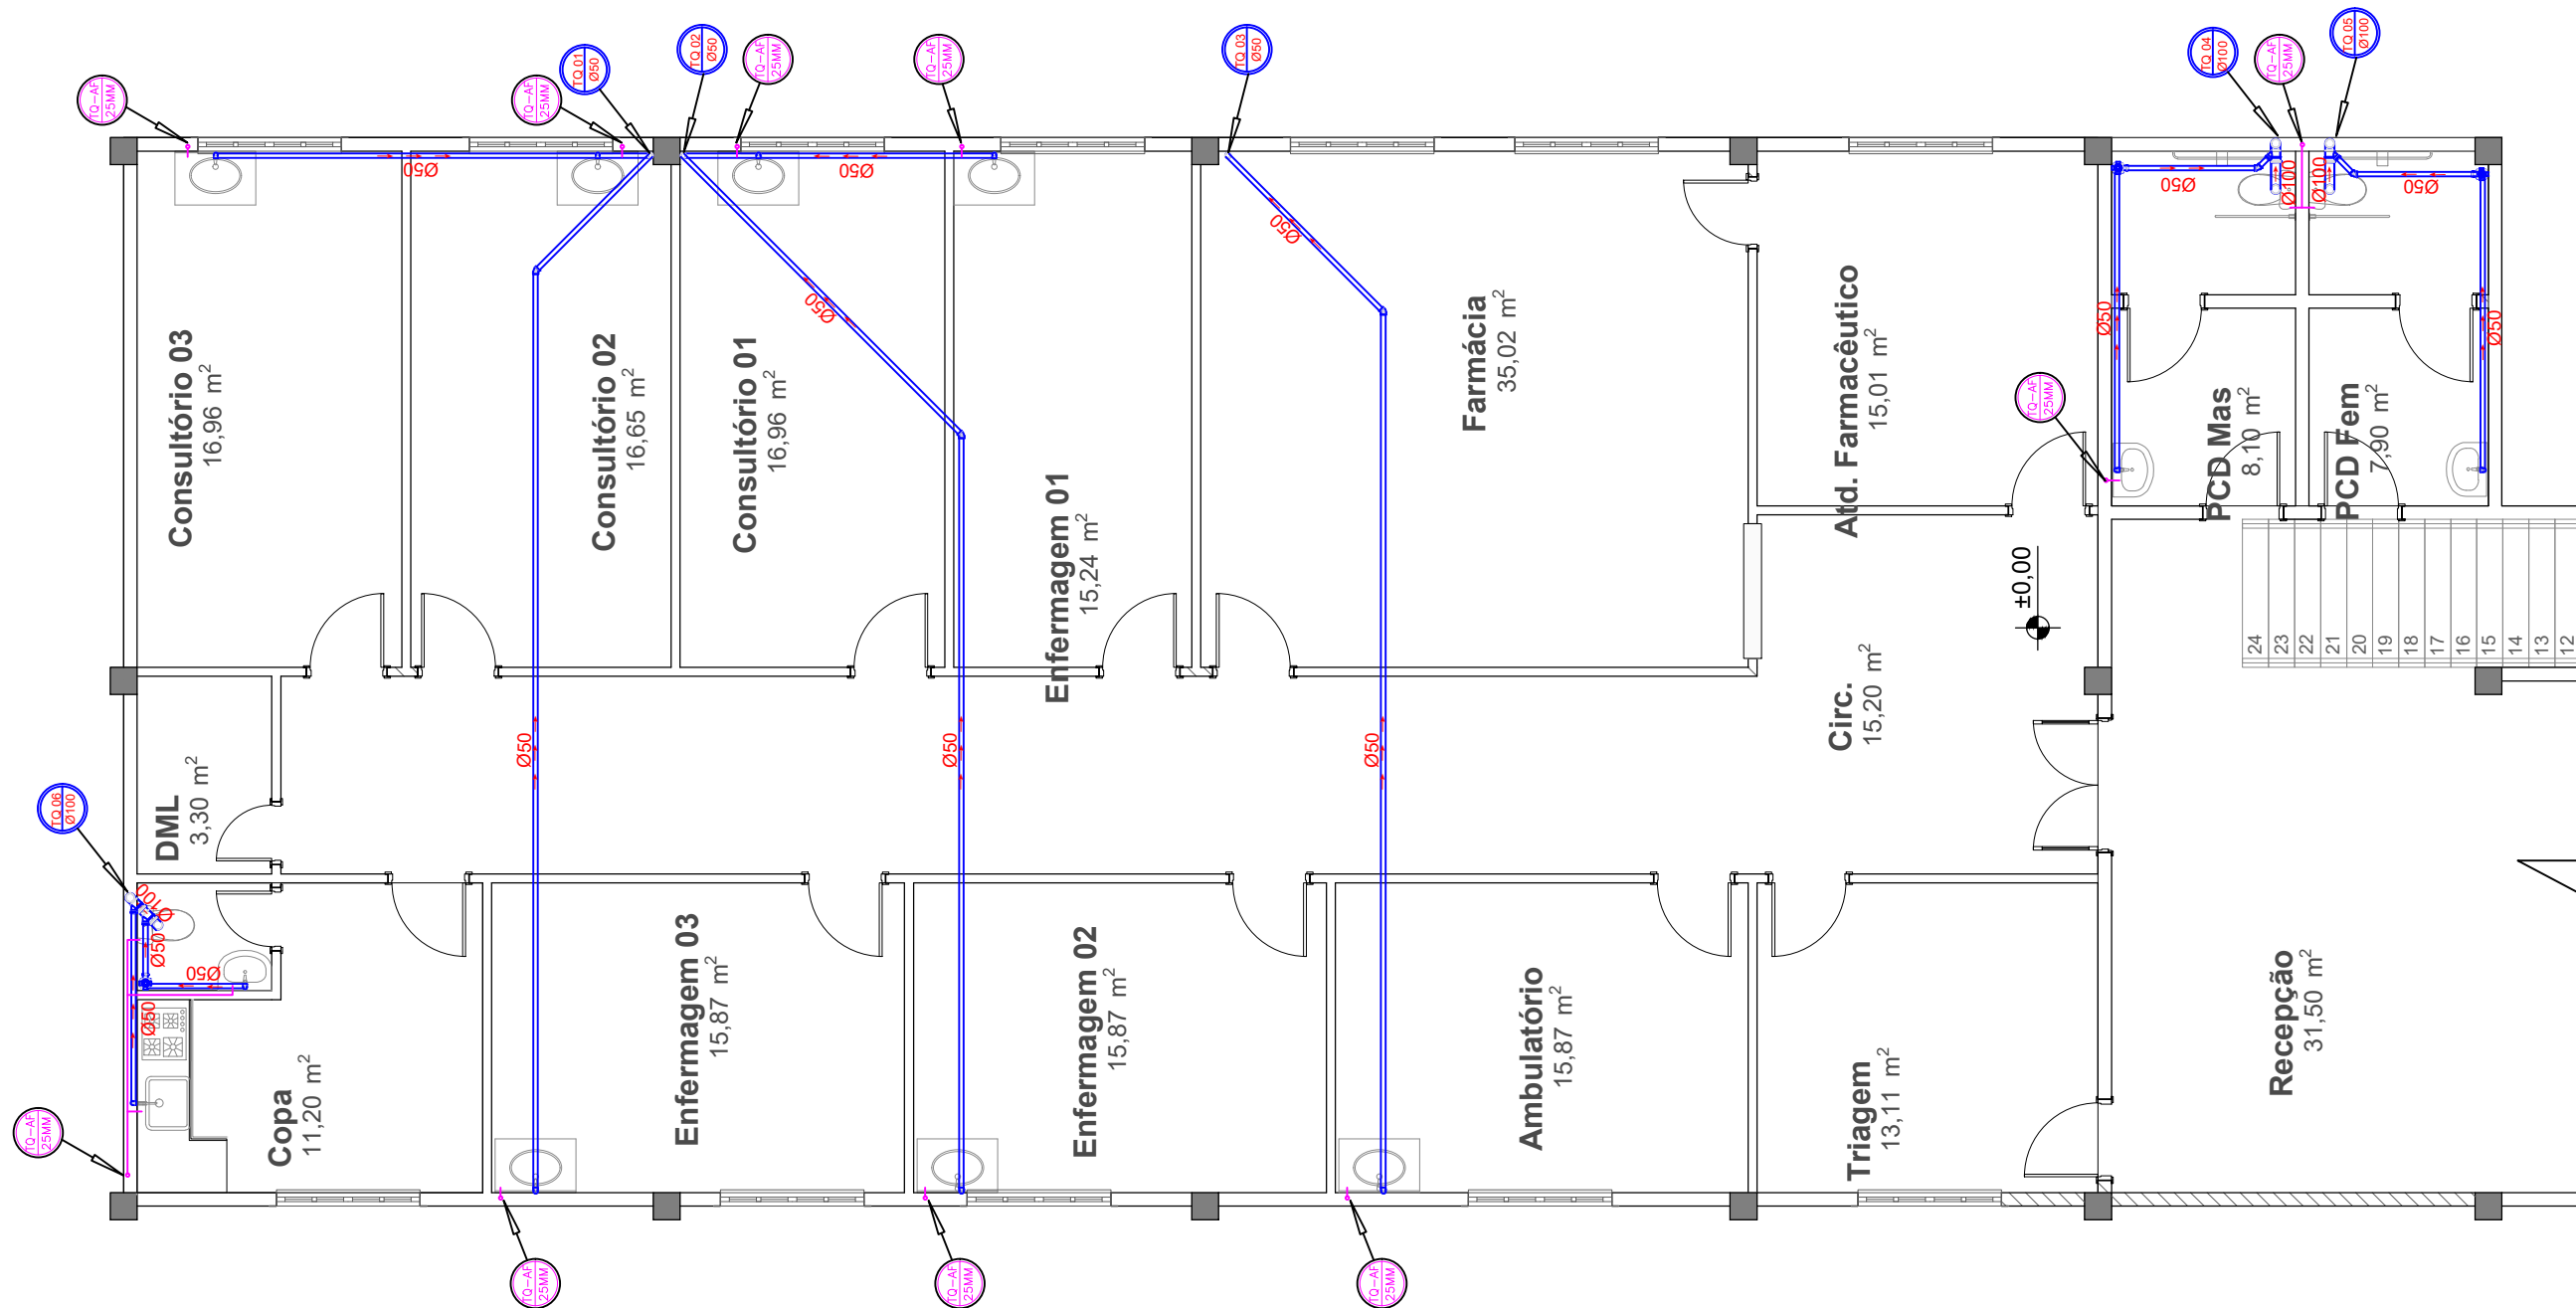 TQ-AF
25MM
TQ-AF
25MM
TQ 01
Ø50
TQ 02
Ø50
TQ-AF
25MM
TQ-AF
25MM
TQ 03
Ø50
TQ 04
Ø100
TQ-AF
25MM
TQ 05
Ø100
Ø50
Ø50
Ø50
Ø100
Ø100
Ø50
Ø50
Ø50
Ø50
Ø50
Consultório 03
16,96 m²
Consultório 02
16,65 m²
Consultório 01
16,96 m²
Enfermagem 01
15,24 m²
Farmácia
35,02 m²
Atd. Farmacêutico
15,01 m²
TQ-AF
25MM
PCD Mas
8,10 m²
PCD Fem
7,90 m²
±0,00
24
23
22
21
20
19
18
17
16
15
14
13
12
Circ.
15,20 m²
Ø50
Ø50
Ø50
DML
3,30 m²
TQ 06
Ø100
Ø100
Ø50
Ø50
Ø50
Copa
11,20 m²
Enfermagem 03
15,87 m²
Enfermagem 02
15,87 m²
Ambulatório
15,87 m²
Triagem
13,11 m²
Recepção
31,50 m²
TQ-AF
25MM
TQ-AF
25MM
TQ-AF
25MM
TQ-AF
25MM